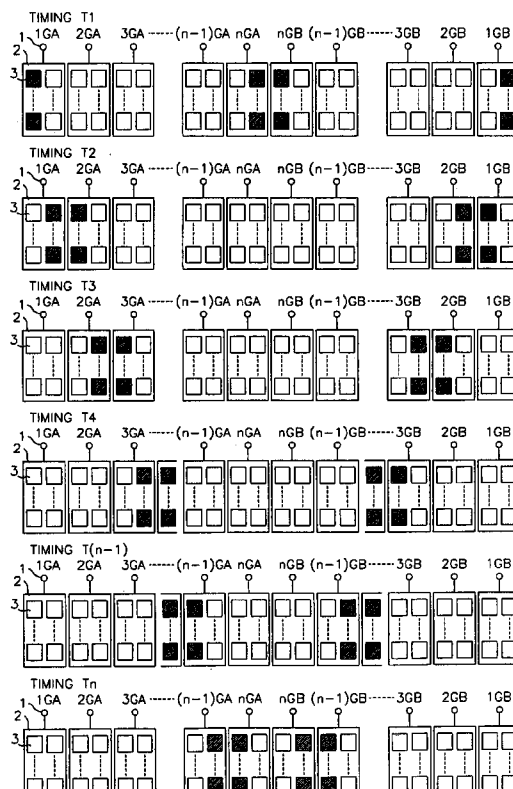 TIMING T1
1 1GA 2GA 3GA (n-1)GA nGA nGB (n-1)GB 3GB 2GB 1GB
2
3
TIMING T2
1 1GA 2GA 3GA (n-1)GA nGA nGB (n-1)GB 3GB 2GB 1GB
2
3
TIMING T3
1 1GA 2GA 3GA (n-1)GA nGA nGB (n-1)GB 3GB 2GB 1GB
2
3
TIMING T4
1 1GA 2GA 3GA (n-1)GA nGA nGB (n-1)GB 3GB 2GB 1GB
2
3
TIMING T(n-1)
1 1GA 2GA 3GA (n-1)GA nGA nGB (n-1)GB 3GB 2GB 1GB
2
3
TIMING Tn
1 1GA 2GA 3GA (n-1)GA nGA nGB (n-1)GB 3GB 2GB 1GB
2
3